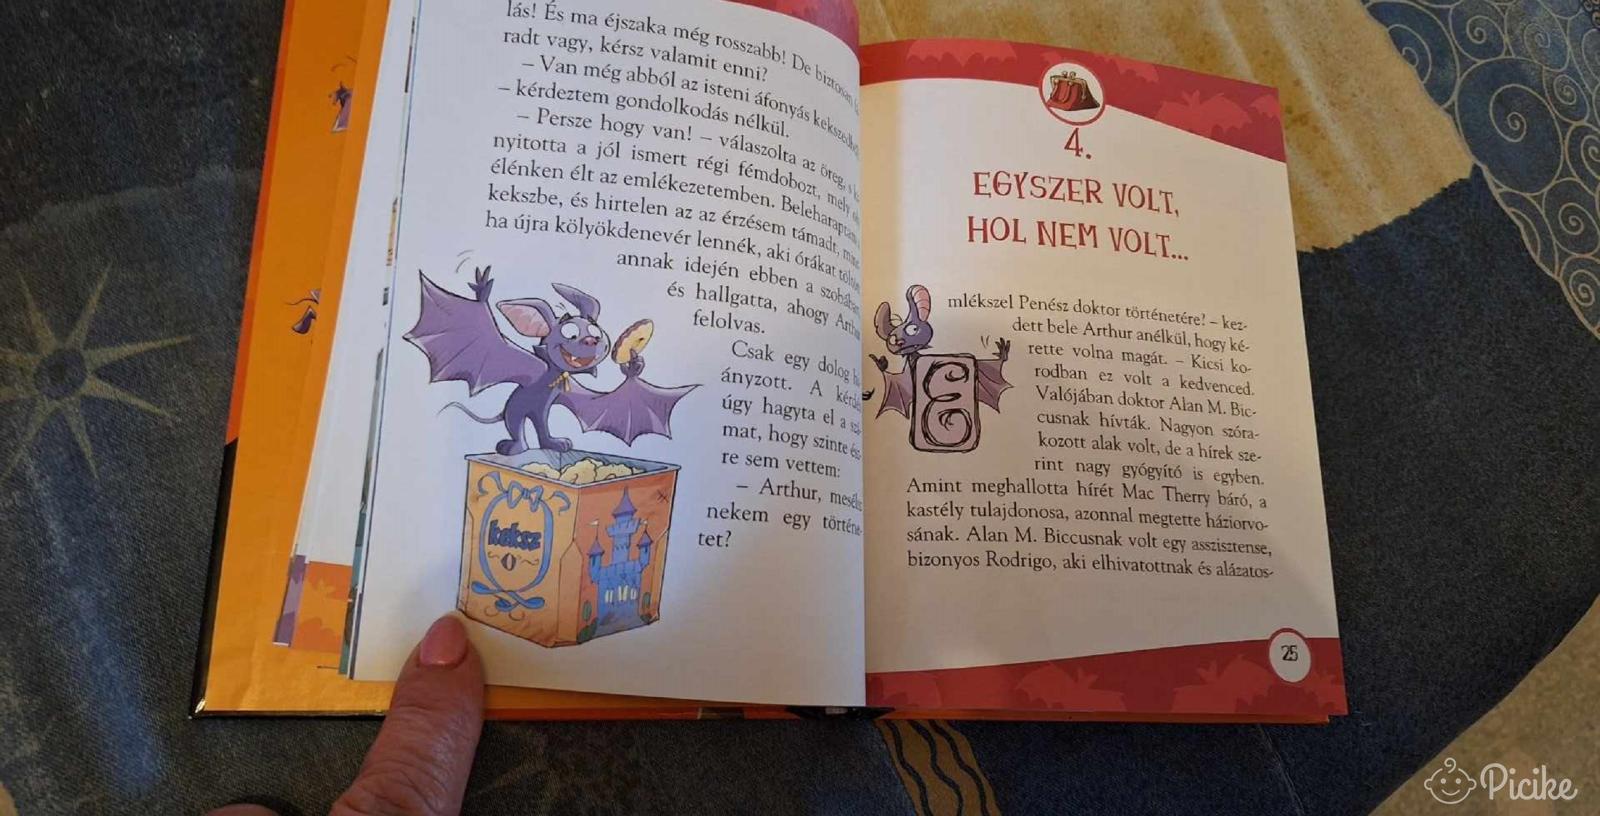 lás! És ma éjszaka még rosszabb! De biztosan
radt vagy, kérsz valamit enni?
– Van még abból az isteni áfonyás kekszedből?
– kérdeztem gondolkodás nélkül.
– Persze hogy van! – válaszolta az öreg, s
nyitotta a jól ismert régi fémdobozt, mely
élénken élt az emlékezetemben. Beleharaptam
kekszbe, és hirtelen az az érzésem támadt,
ha újra kölyökdenevér lennék, aki órákat
annak idején ebben a szobában
és hallgatta, ahogy Arthur
felolvas.
Csak egy dolog
ányzott. A
úgy hagyta el a
mat, hogy szinte
re sem vettem:
– Arthur,
nekem egy történe-
tet?
keksz
4.
EGYSZER VOLT,
HOL NEM VOLT...
E
mlékszel Penész doktor történetére? – kez-
dett bele Arthur anélkül, hogy ké-
rette volna magát. – Kicsi ko-
rodban ez volt a kedvenced.
Valójában doktor Alan M. Bic-
cusnak hívták. Nagyon szóra-
kozott alak volt, de a hírek sze-
rint nagy gyógyító is egyben.
Amint meghallotta hírét Mac Therry báró, a
kastély tulajdonosa, azonnal megtette háziorvo-
sának. Alan M. Biccusnak volt egy asszisztense,
bizonyos Rodrigo, aki elhivatottnak és alázatos-
25
Picike